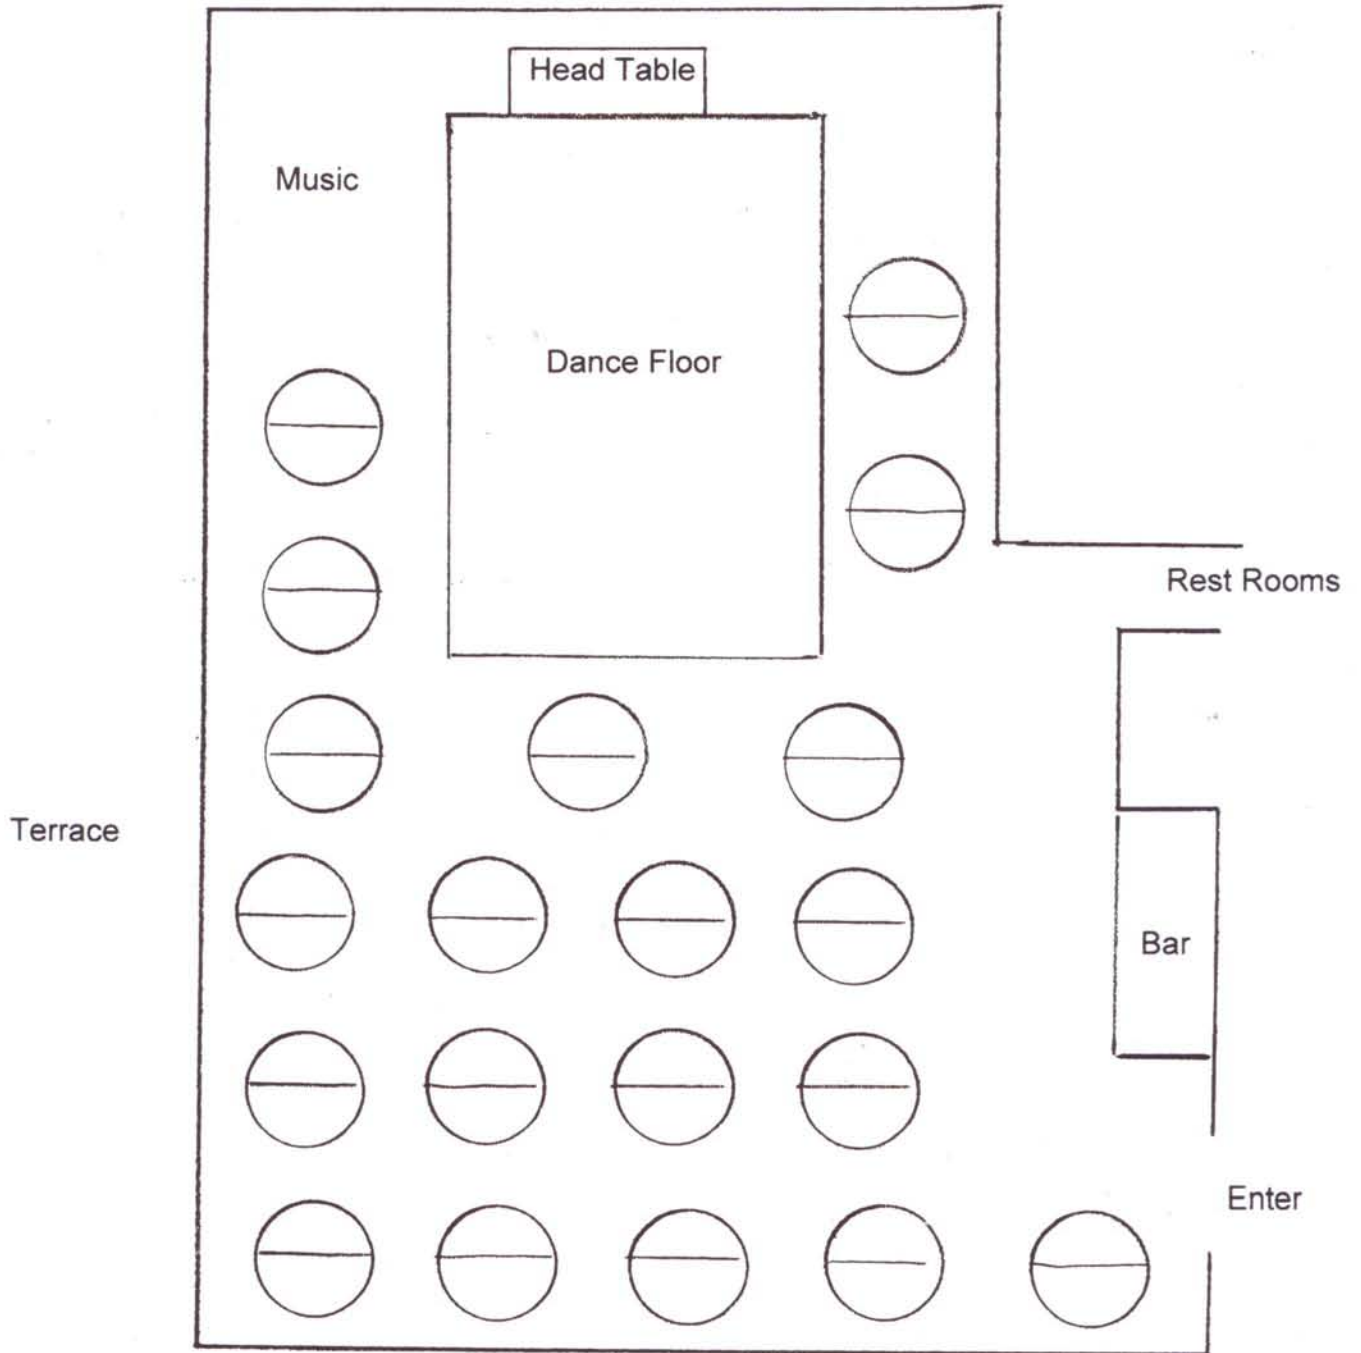 Head Table
Music
Dance Floor
Rest Rooms
Terrace
Bar
Enter